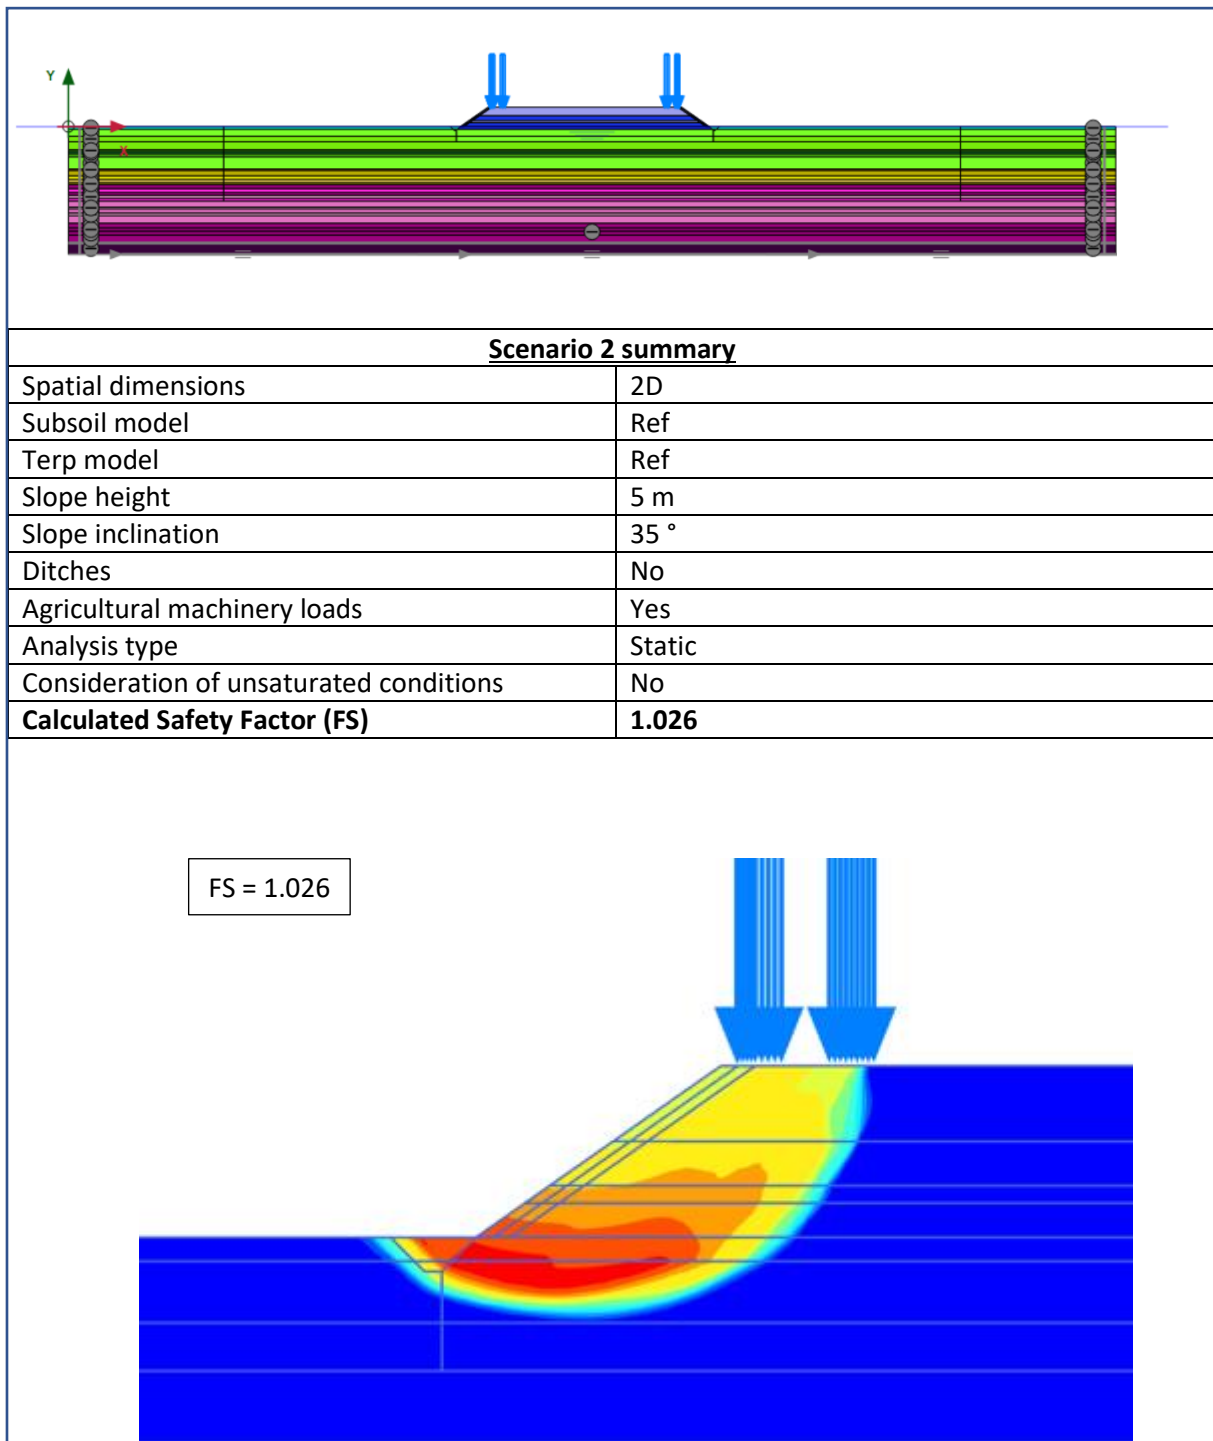 Y
X
Scenario 2 summary
Spatial dimensions 2D
Subsoil model Ref
Terp model Ref
Slope height 5 m
Slope inclination 35 °
Ditches No
Agricultural machinery loads Yes
Analysis type Static
Consideration of unsaturated conditions No
Calculated Safety Factor (FS) 1.026
FS = 1.026